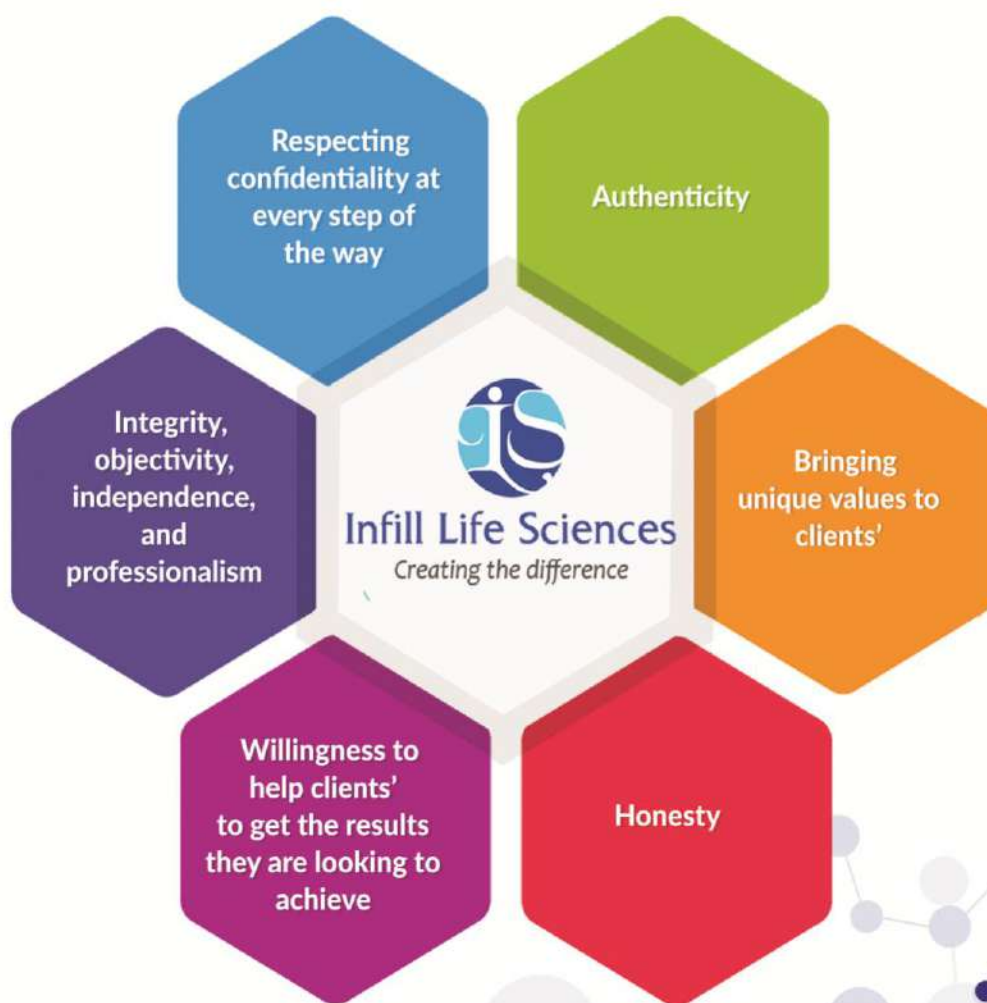 Respecting
confidentiality at
every step of
the way
Authenticity
Integrity,
objectivity,
independence,
and
professionalism
iS
Infill Life Sciences
Creating the difference
Bringing
unique values to
clients’
Willingness to
help clients’
to get the results
they are looking to
achieve
Honesty